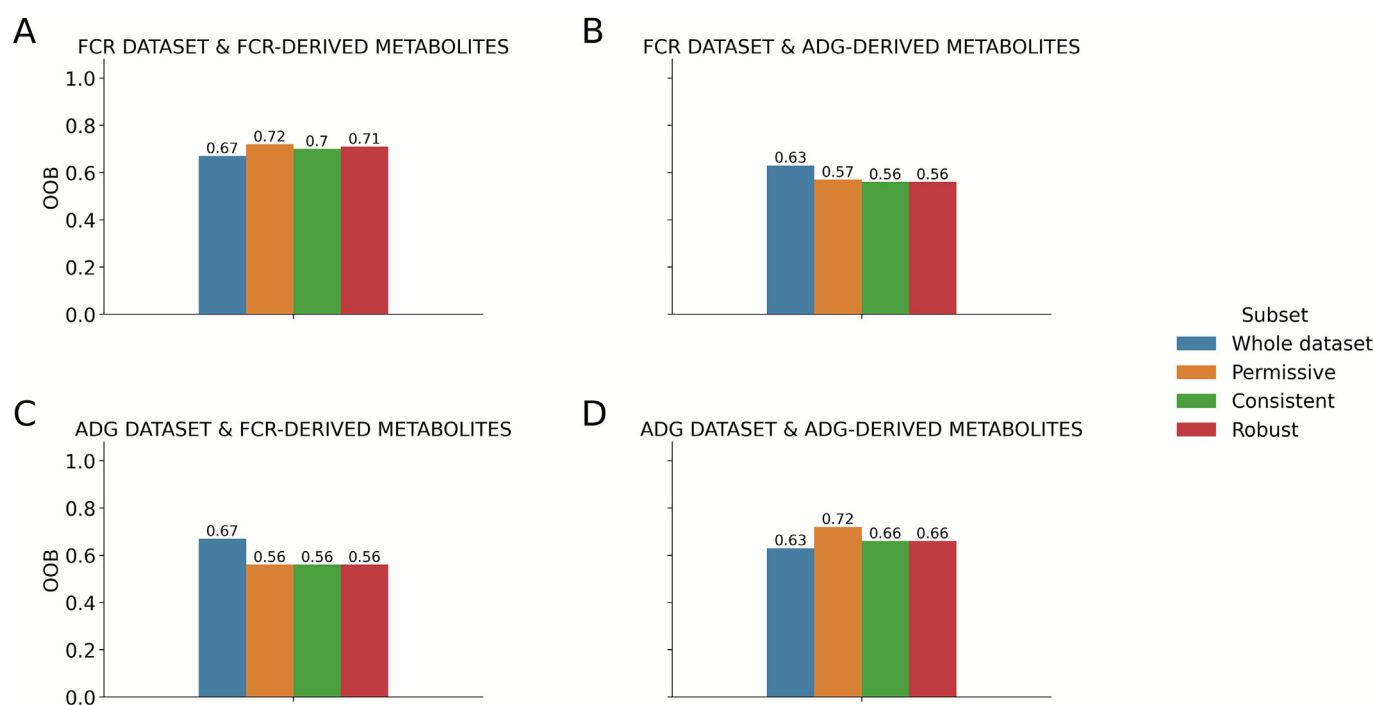 A
FCR DATASET & FCR-DERIVED METABOLITES
OOB
1.0
0.8
0.6
0.4
0.2
0.0
0.67
0.72
0.7
0.71
B
FCR DATASET & ADG-DERIVED METABOLITES
0.63
0.57
0.56
0.56
Subset
Whole dataset
Permissive
Consistent
Robust
C
ADG DATASET & FCR-DERIVED METABOLITES
OOB
1.0
0.8
0.6
0.4
0.2
0.0
0.67
0.56
0.56
0.56
D
ADG DATASET & ADG-DERIVED METABOLITES
0.63
0.72
0.66
0.66